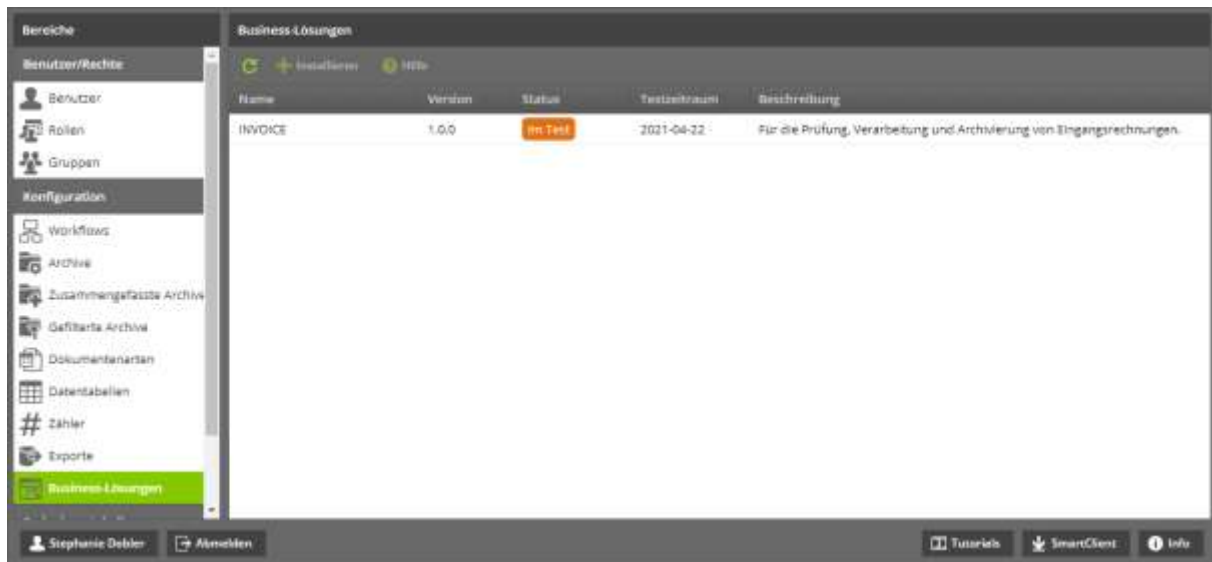 Bereiche
Business-Lösungen
Benutzer/Rechte
Installieren
Hilfe
Benutzer
Rollen
Gruppen
Name Version Status Testzeitraum Beschreibung
INVOICE 1.0.0 Im Test 2021-04-22 Für die Prüfung, Verarbeitung und Archivierung von Eingangsrechnungen.
Konfiguration
Workflows
Archive
Zusammengefasste Archive
Gefilterte Archive
Dokumentenarten
Datentabellen
Zähler
Exporte
Business-Lösungen
Stephanie Dobler Abmelden Tutorials SmartClient Info